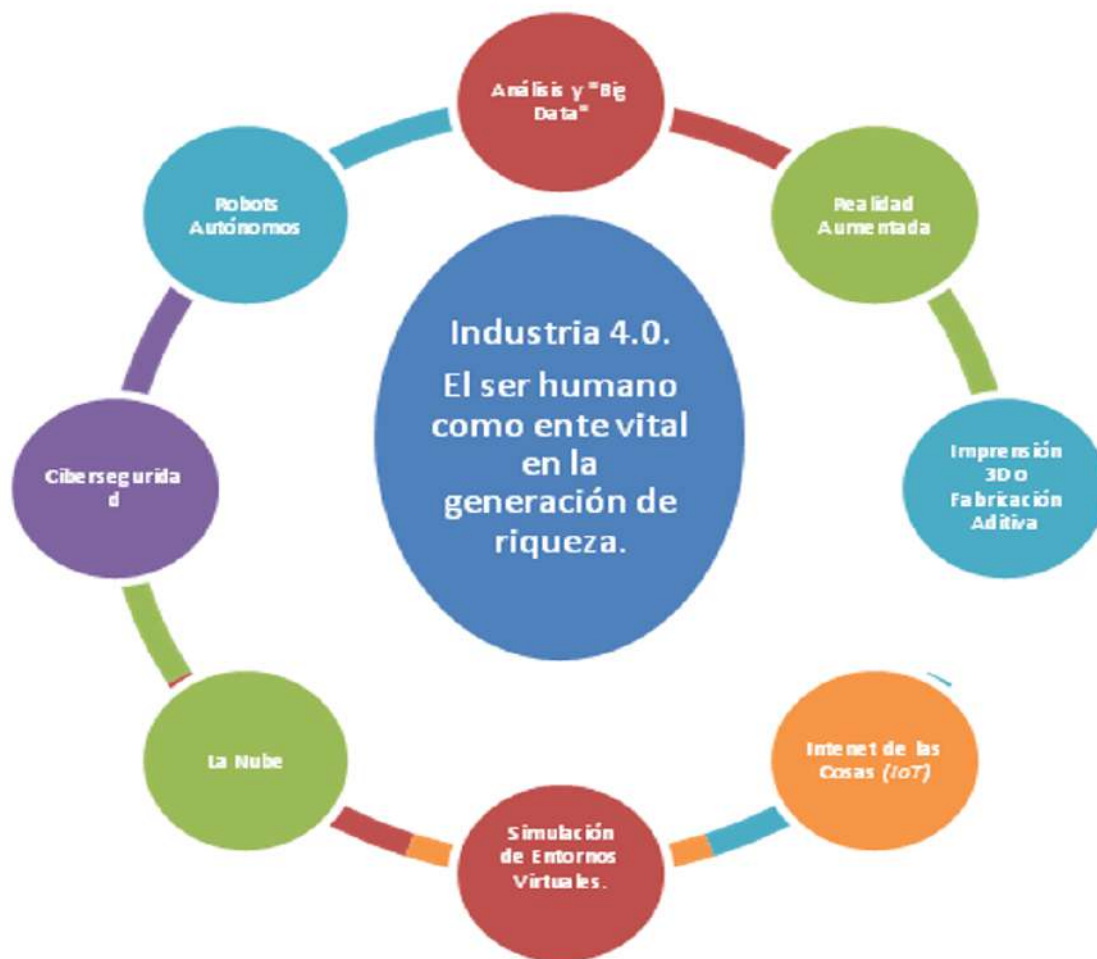 Análisis y "Big
Data"
Realidad
Aumentada
Imprensión
3D o
Fabricación
Aditiva
Intenet de las
Cosas (IoT)
Simulación
de Entornos
Virtuales.
La Nube
Cibersegurida
d
Robots
Autónomos
Industria 4.0.
El ser humano
como ente vital
en la
generación de
riqueza.